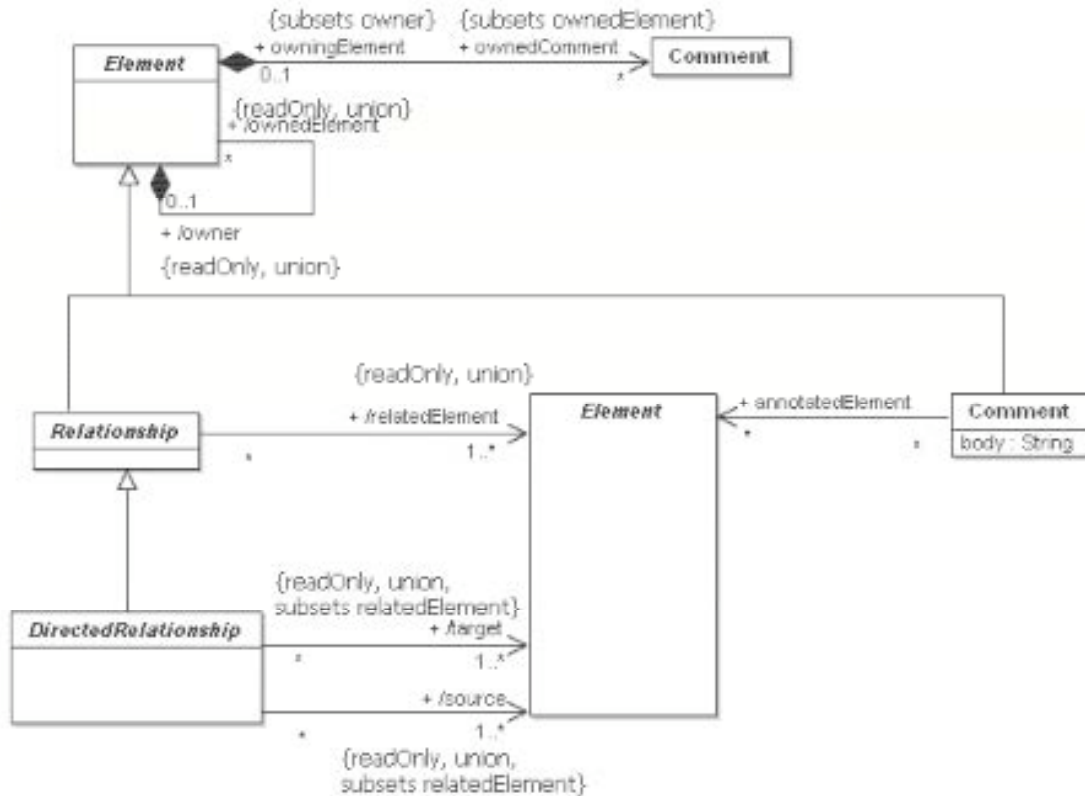 {subsets owner} {subsets ownedElement}
+ owningElement + ownedComment
Element
Comment
0..1 *
{readOnly, union}
+ /ownedElement
*
0..1
+ /owner
{readOnly, union}
{readOnly, union}
+ /relatedElement
Element
+ annotatedElement
Comment
Relationship
* 1..*
* *
body : String
{readOnly, union,
subsets relatedElement}
DirectedRelationship
+ /target
* 1..*
+ /source
* 1..*
{readOnly, union,
subsets relatedElement}